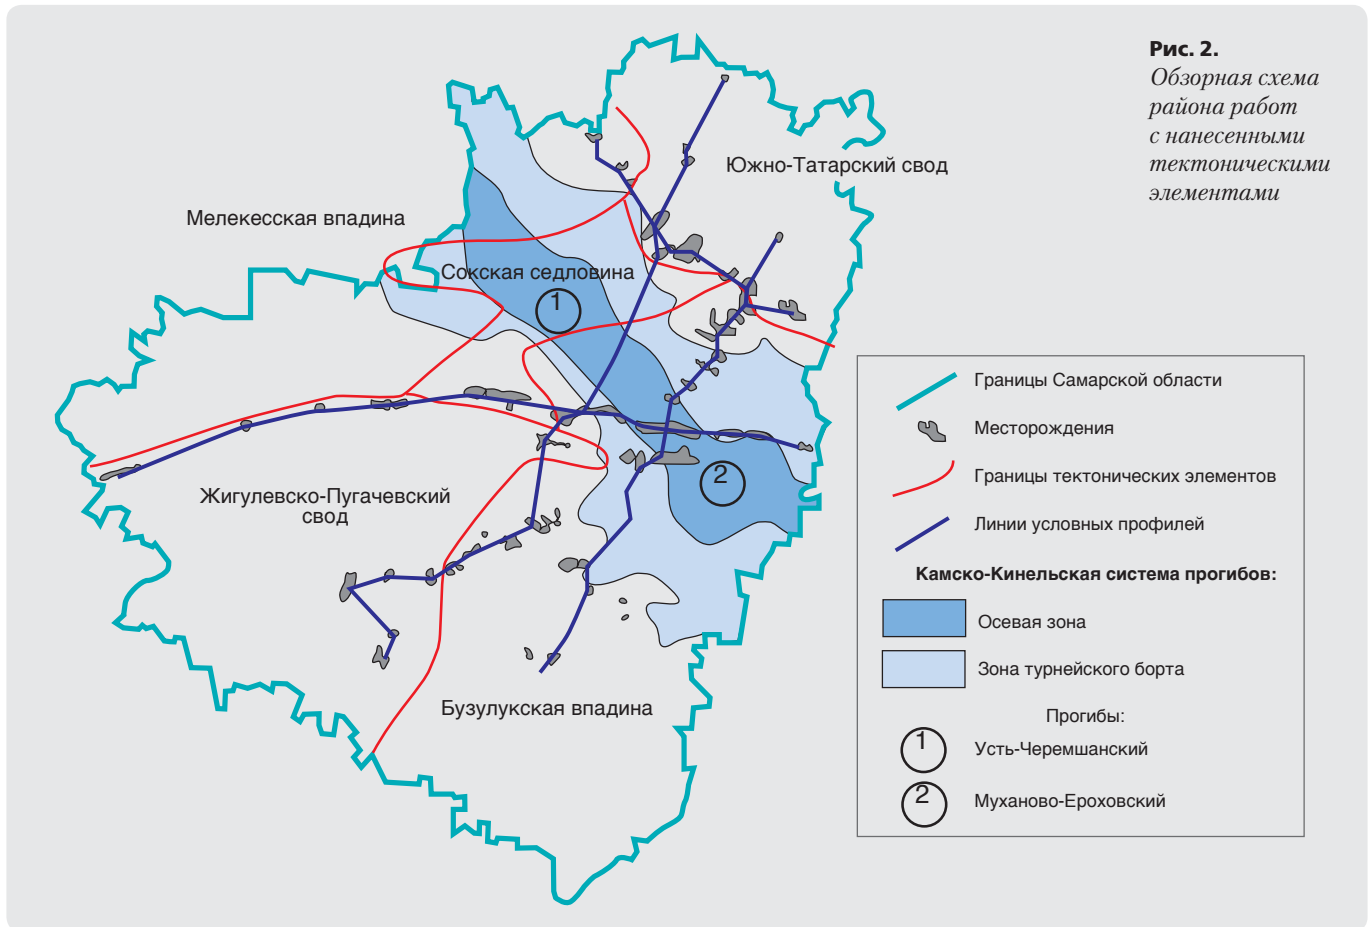 Рис. 2.
Обзорная схема
района работ
с нанесенными
тектоническими
элементами
Южно-Татарский свод
Мелекесская впадина
Сокская седловина
1
2
Жигулевско-Пугачевский
свод
Бузулукская впадина
Границы Самарской области
Месторождения
Границы тектонических элементов
Линии условных профилей
Камско-Кинельская система прогибов:
Осевая зона
Зона турнейского борта
Прогибы:
1 Усть-Черемшанский
2 Муханово-Ероховский